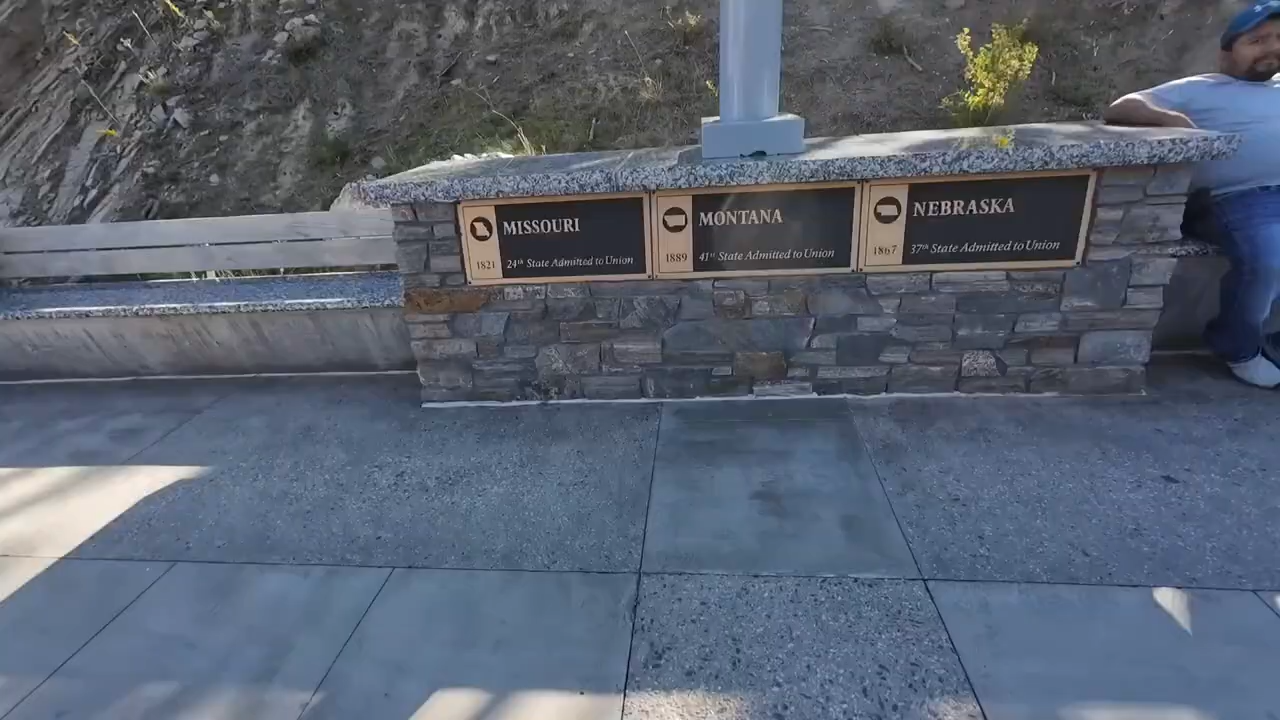 MISSOURI
1821
24th State Admitted to Union
MONTANA
1889
41st State Admitted to Union
NEBRASKA
1867
37th State Admitted to Union